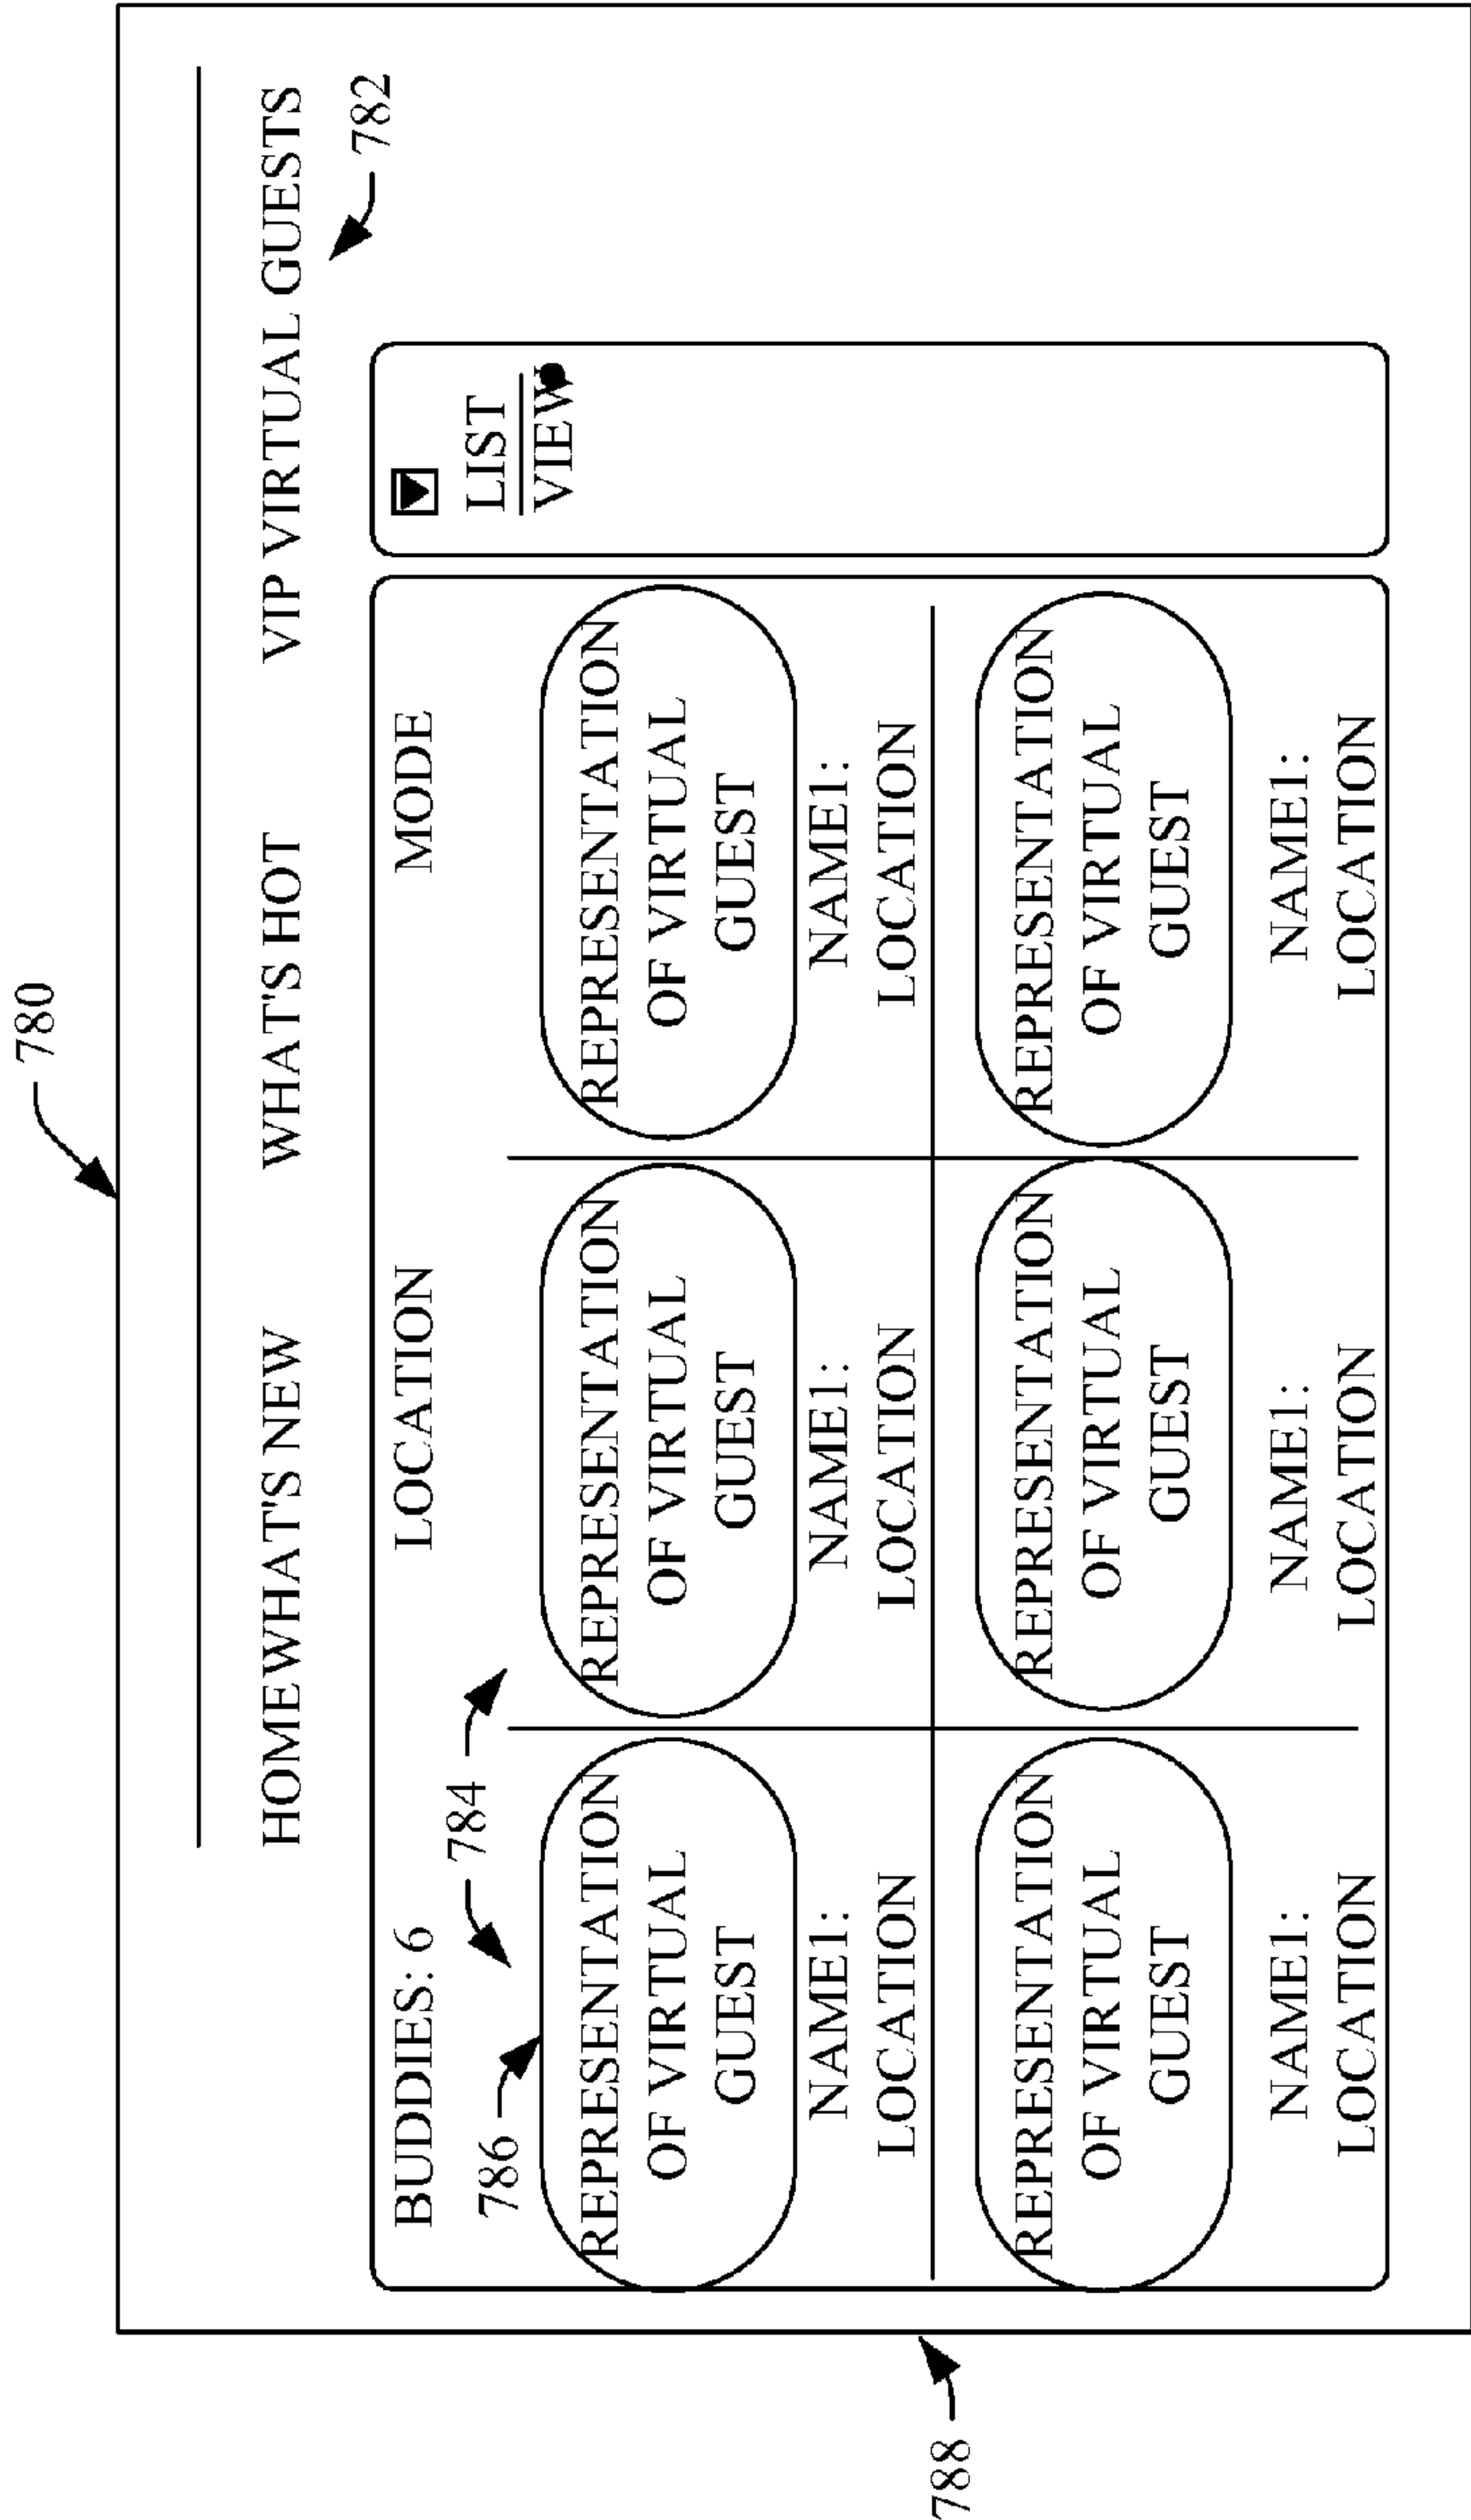 780
HOMEWHAT'S NEW WHAT'S HOT VIP VIRTUAL GUESTS
782
BUDDIES: 6 LOCATION MODE
784
786
LIST
VIEW
REPRESENTATION
OF VIRTUAL
GUEST
NAME1:
LOCATION
REPRESENTATION
OF VIRTUAL
GUEST
NAME1:
LOCATION
REPRESENTATION
OF VIRTUAL
GUEST
NAME1:
LOCATION
788
REPRESENTATION
OF VIRTUAL
GUEST
NAME1:
LOCATION
REPRESENTATION
OF VIRTUAL
GUEST
NAME1:
LOCATION
REPRESENTATION
OF VIRTUAL
GUEST
NAME1:
LOCATION